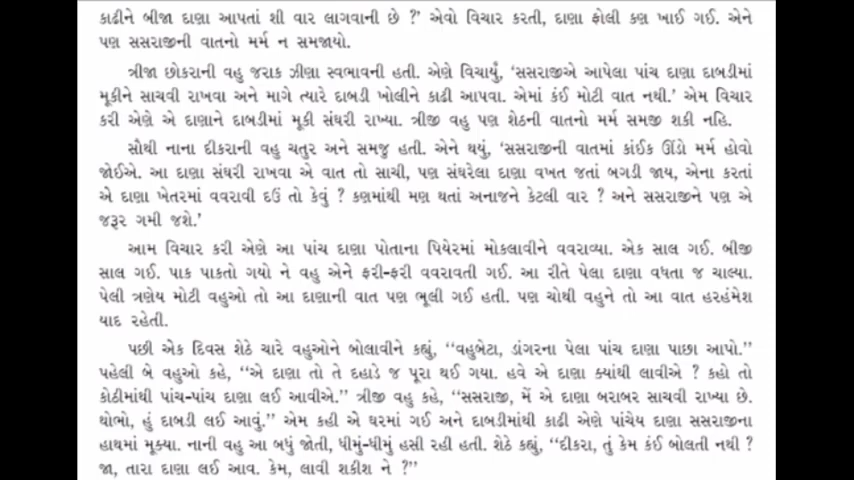 કાઢીને બીજા દાણા આપતાં શી વાર લાગવાની છે ?’ એવો વિચાર કરતી, દાણા ફોલી કણ ખાઈ ગઈ. એને
પણ સસરાજીની વાતનો મર્મ ન સમજાયો.
ત્રીજા છોકરાની વહુ જરાક ઝીણા સ્વભાવની હતી. એણે વિચાર્યું, ‘સસરાજીએ આપેલા પાંચ દાણા દાબડીમાં
મૂકીને સાચવી રાખવા અને માગે ત્યારે દાબડી ખોલીને કાઢી આપવા. એમાં કંઈ મોટી વાત નથી.’ એમ વિચાર
કરી એણે એ દાણાને દાબડીમાં મૂકી સંઘરી રાખ્યા. ત્રીજી વહુ પણ શેઠની વાતનો મર્મ સમજી શકી નહિ.
સૌથી નાના દીકરાની વહુ ચતુર અને સમજુ હતી. એને થયું, ‘સસરાજીની વાતમાં કાંઈક ઊંડો મર્મ હોવો
જોઈએ. આ દાણા સંઘરી રાખવા એ વાત તો સાચી, પણ સંઘરેલા દાણા વખત જતાં બગડી જાય, એના કરતાં
એ દાણા ખેતરમાં વવરાવી દઉં તો કેવું ? કણમાંથી મણ થતાં અનાજને કેટલી વાર ? અને સસરાજીને પણ એ
જરૂર ગમી જશે.’
આમ વિચાર કરી એણે આ પાંચ દાણા પોતાના પિયેરમાં મોકલાવીને વવરાવ્યા. એક સાલ ગઈ. બીજી
સાલ ગઈ. પાક પાકતો ગયો ને વહુ એને ફરી-ફરી વવરાવતી ગઈ. આ રીતે પેલા દાણા વધતા જ ચાલ્યા.
પેલી ત્રણેય મોટી વહુઓ તો આ દાણાની વાત પણ ભૂલી ગઈ હતી. પણ ચોથી વહુને તો આ વાત હરહંમેશ
યાદ રહેતી.
પછી એક દિવસ શેઠે ચારે વહુઓને બોલાવીને કહ્યું, ‘‘વહુબેટા, ડાંગરના પેલા પાંચ દાણા પાછા આપો.’’
પહેલી બે વહુઓ કહે, ‘‘એ દાણા તો તે દહાડે જ પૂરા થઈ ગયા. હવે એ દાણા ક્યાંથી લાવીએ ? કહો તો
કોઠીમાંથી પાંચ-પાંચ દાણા લઈ આવીએ.’’ ત્રીજી વહુ કહે, ‘‘સસરાજી, મેં એ દાણા બરાબર સાચવી રાખ્યા છે.
થોભો, હું દાબડી લઈ આવું.’’ એમ કહી એ ઘરમાં ગઈ અને દાબડીમાંથી કાઢી એણે પાંચેય દાણા સસરાજીના
હાથમાં મૂક્યા. નાની વહુ આ બધું જોતી, ધીમું-ધીમું હસી રહી હતી. શેઠે કહ્યું, ‘‘દીકરા, તું કેમ કંઈ બોલતી નથી ?
જા, તારા દાણા લઈ આવ. કેમ, લાવી શકીશ ને ?’’